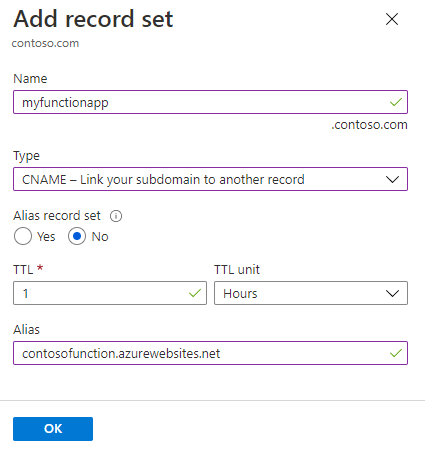 Add record set
contoso.com
Name
myfunctionapp
.contoso.com
Type
CNAME – Link your subdomain to another record
Alias record set
Yes No
TTL * TTL unit
1 Hours
Alias
contosofunction.azurewebsites.net
OK